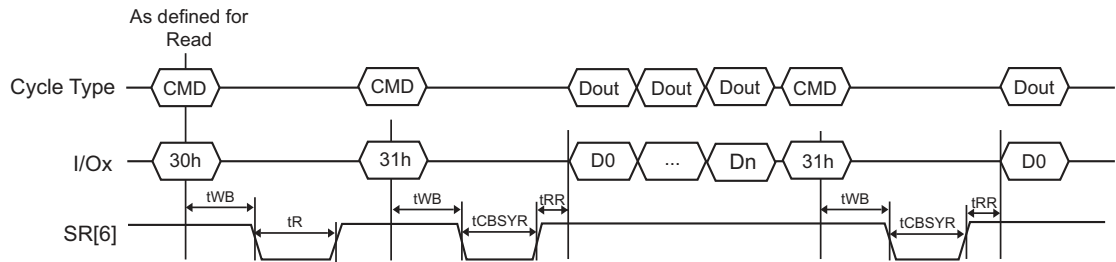 As defined for
Read
Cycle Type CMD CMD Dout Dout Dout CMD Dout
I/Ox 30h 31h D0 ... Dn 31h D0
tWB tWB tRR tWB tRR
tR tCBSYR tCBSYR
SR[6]